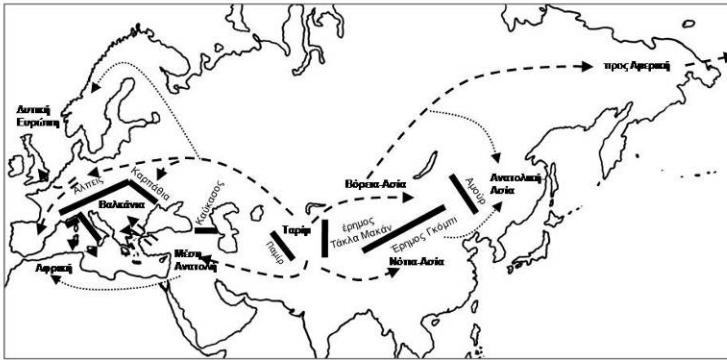 προς Αμερική
Δυτική
Ευρώπη
Άλπεις
Καρπάθια
Βαλκάνια
Καύκασος
Βόρεια-Ασία
Αμούρ
Ανατολική
Ασία
Ταρίμ
έρημος
Τάκλα Μακάν
Έρημος Γκόμπι
Παμίρ
Μέση
Ανατολή
Νότια-Ασία
Αφρική